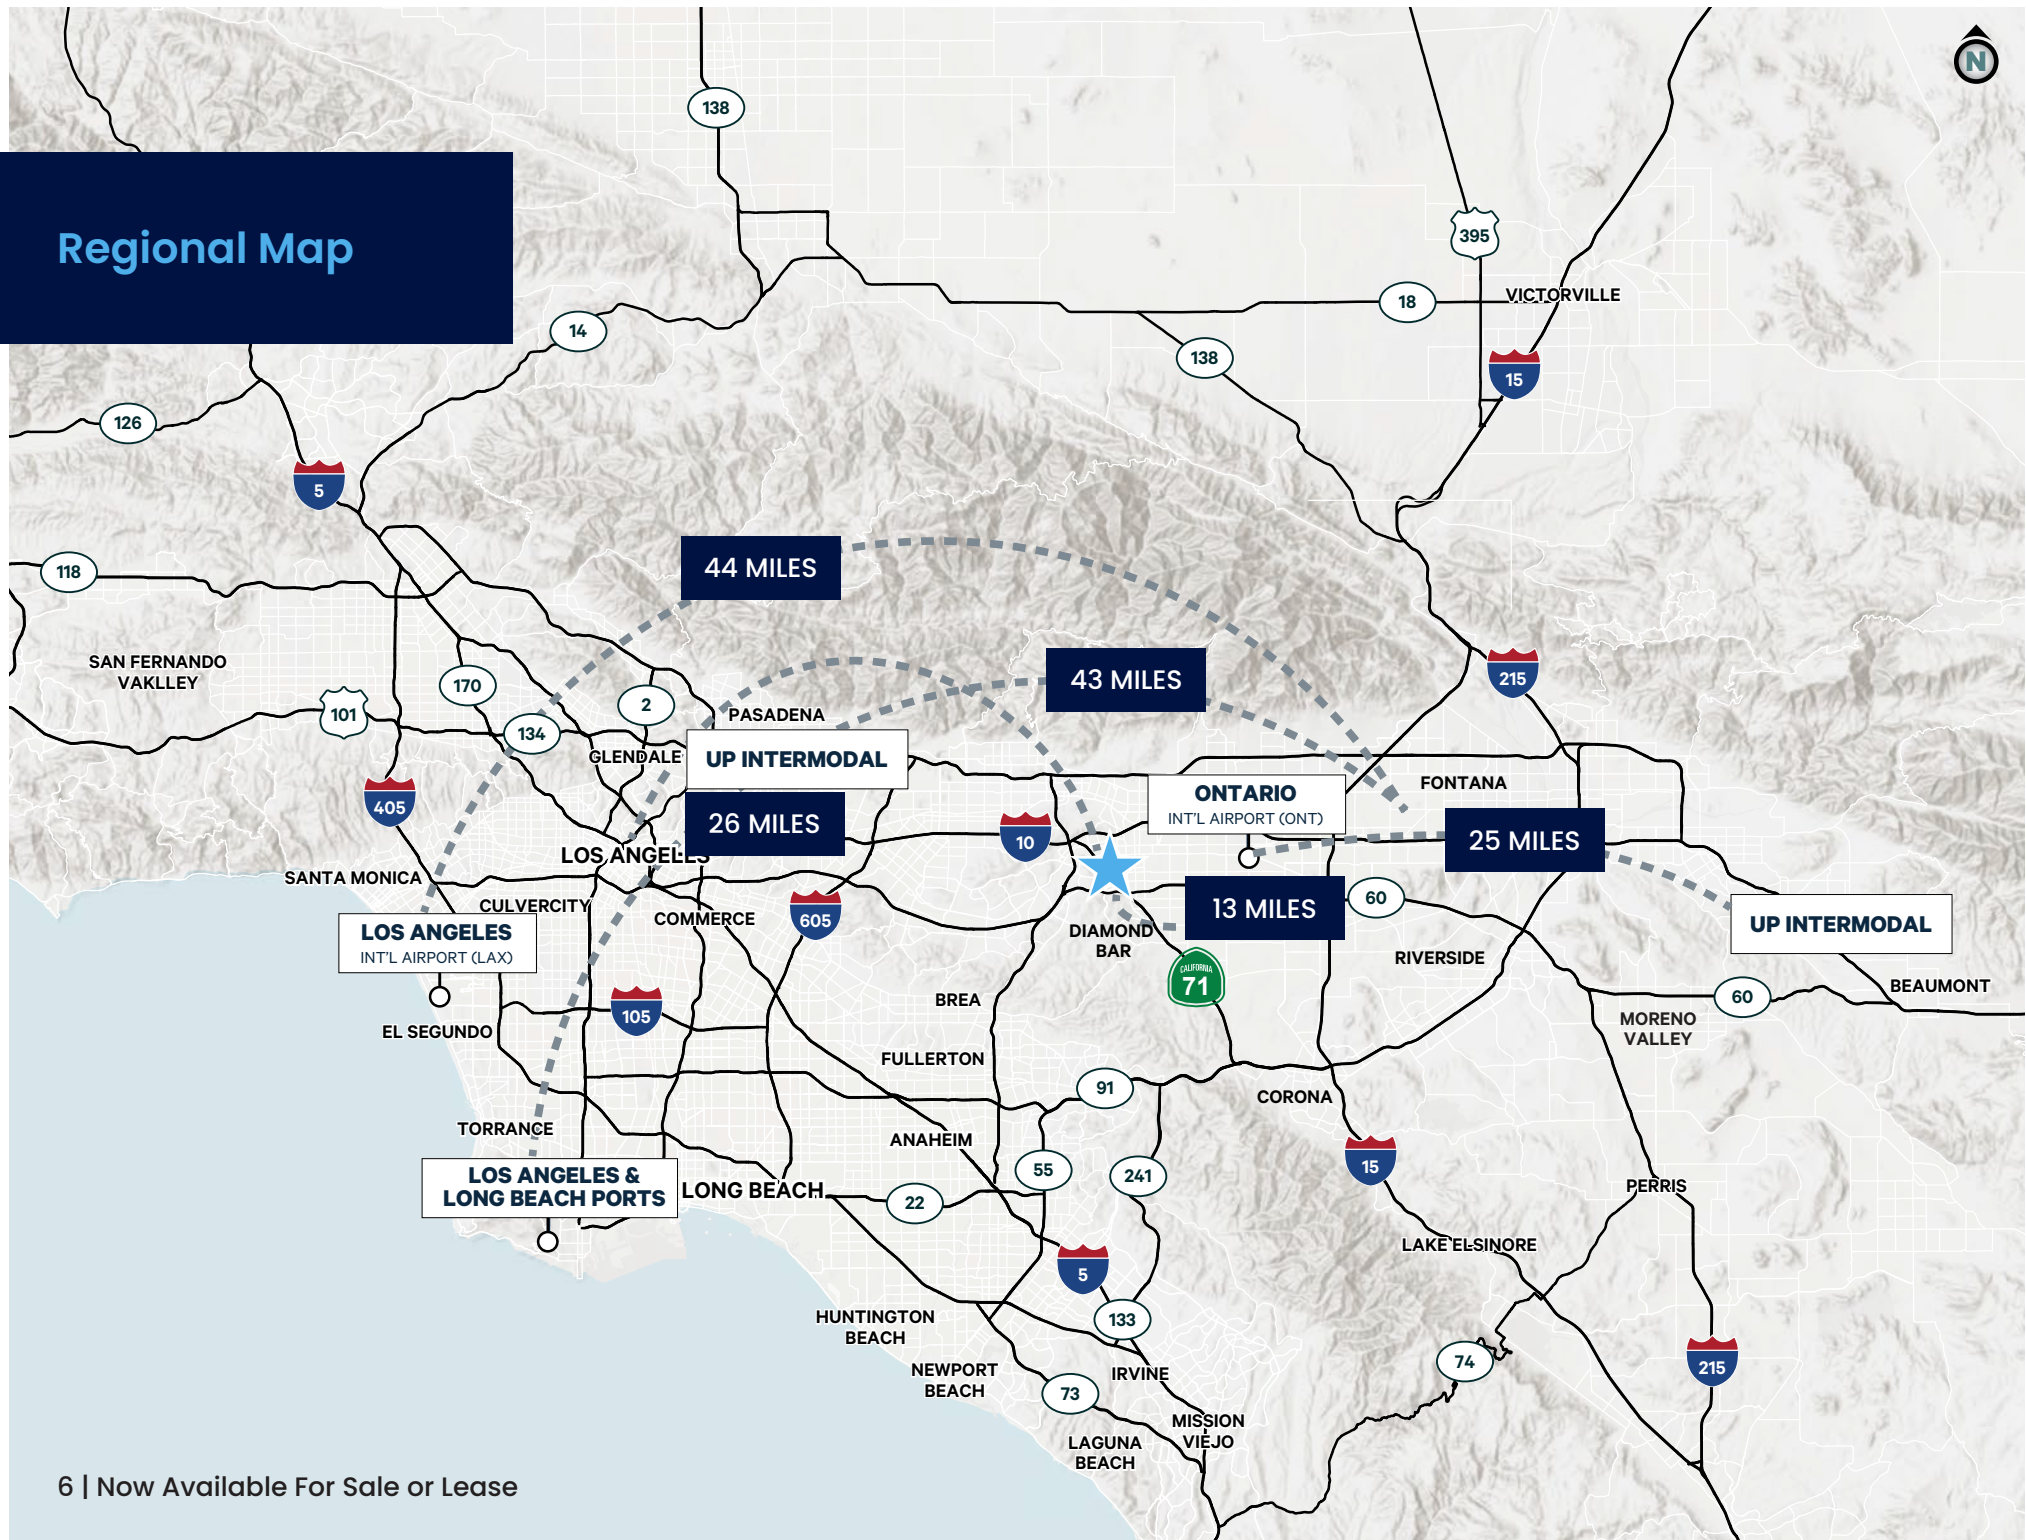 N
138
Regional Map
395
18
VICTORVILLE
14
138
15
126
5
44 MILES
118
SAN FERNANDO
VAKLLEY
43 MILES
215
170
2
101
134
PASADENA
GLENDALE
UP INTERMODAL
FONTANA
ONTARIO
INT'L AIRPORT (ONT)
405
26 MILES
10
25 MILES
LOS ANGELES
SANTA MONICA
CULVERCITY
COMMERCE
605
60
13 MILES
UP INTERMODAL
LOS ANGELES
INT'L AIRPORT (LAX)
DIAMOND
BAR
RIVERSIDE
CALIFORNIA
71
BEAUMONT
BREA
60
105
EL SEGUNDO
MORENO
VALLEY
FULLERTON
91
CORONA
TORRANCE
ANAHEIM
55
241
15
LOS ANGELES &
LONG BEACH PORTS
LONG BEACH
22
PERRIS
LAKE ELSINORE
5
HUNTINGTON
BEACH
133
74
215
NEWPORT
BEACH
IRVINE
73
MISSION
VIEJO
LAGUNA
BEACH
6 | Now Available For Sale or Lease